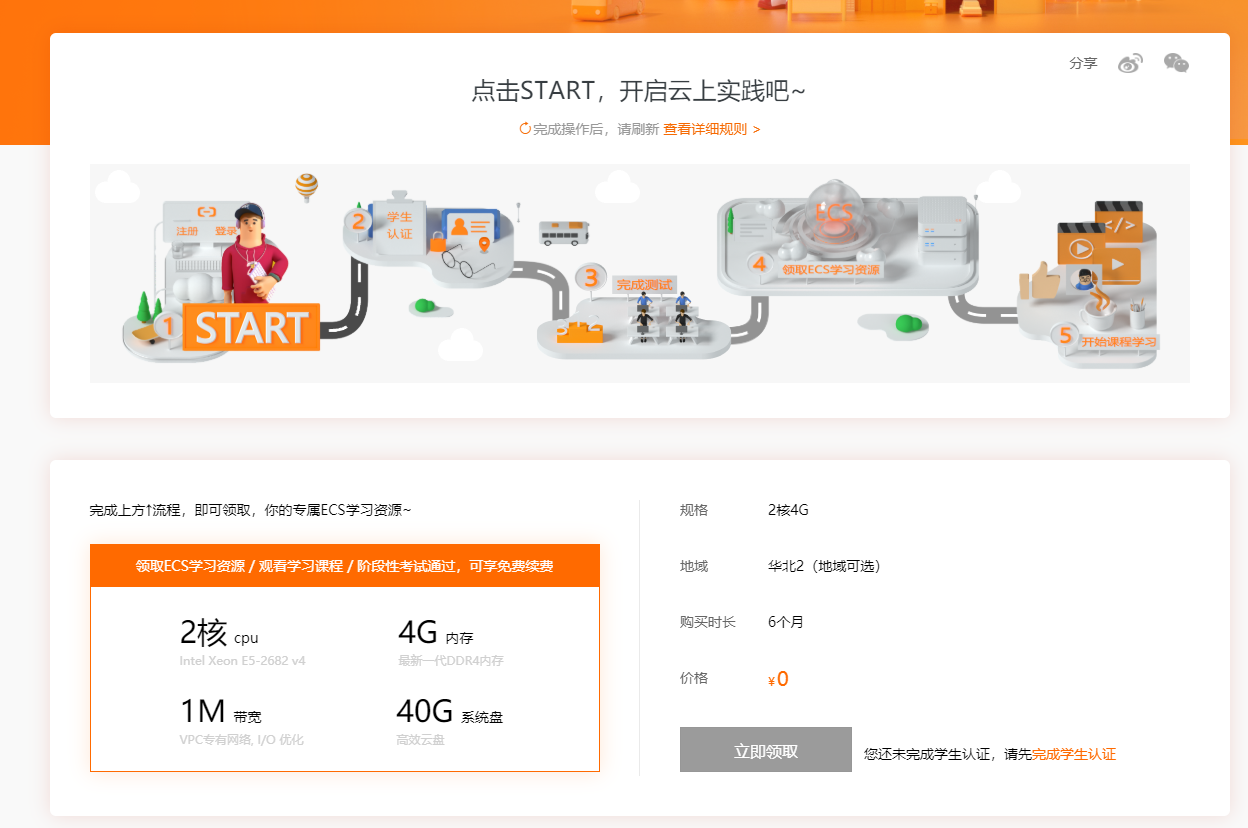 分享
点击START，开启云上实践吧~
完成操作后，请刷新 查看详细规则 >
注册 登录
1
START
2
学生
认证
3
完成测试
ECS
4
领取ECS学习资源
</>
5
开始课程学习
完成上方↑流程，即可领取，你的专属ECS学习资源~
领取ECS学习资源 / 观看学习课程 / 阶段性考试通过，可享免费续费
2核 cpu
Intel Xeon E5-2682 v4
4G 内存
最新一代DDR4内存
1M 带宽
VPC专有网络, I/O 优化
40G 系统盘
高效云盘
规格 2核4G
地域 华北2（地域可选）
购买时长 6个月
价格 ¥0
立即领取 您还未完成学生认证，请先完成学生认证